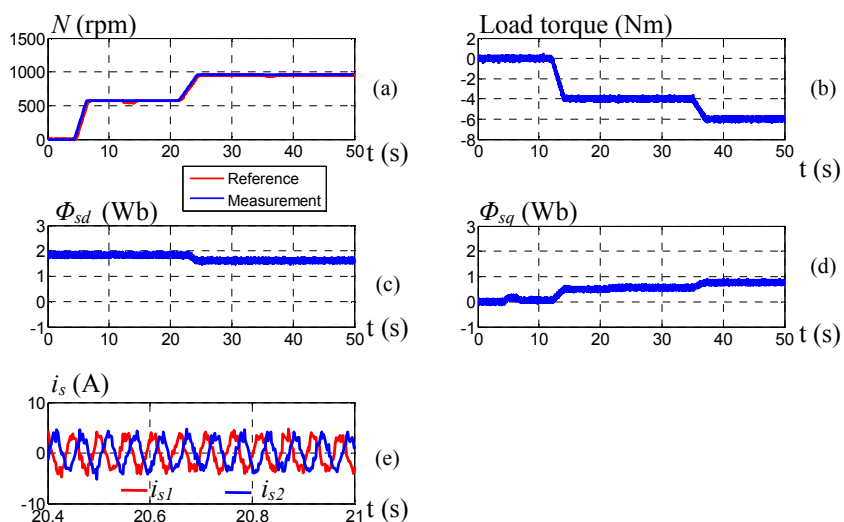 N (rpm)
1500
1000
500
0
0 10 20 30 40 50
t (s)
(a)
Load torque (Nm)
2
0
-2
-4
-6
-8
0 10 20 30 40 50
t (s)
(b)
Reference
Measurement
Φsd (Wb)
3
2
1
0
-1
0 10 20 30 40 50
t (s)
(c)
Φsq (Wb)
3
2
1
0
-1
0 10 20 30 40 50
t (s)
(d)
is (A)
10
0
-10
20.4 20.6 20.8 21
t (s)
(e)
is1 is2